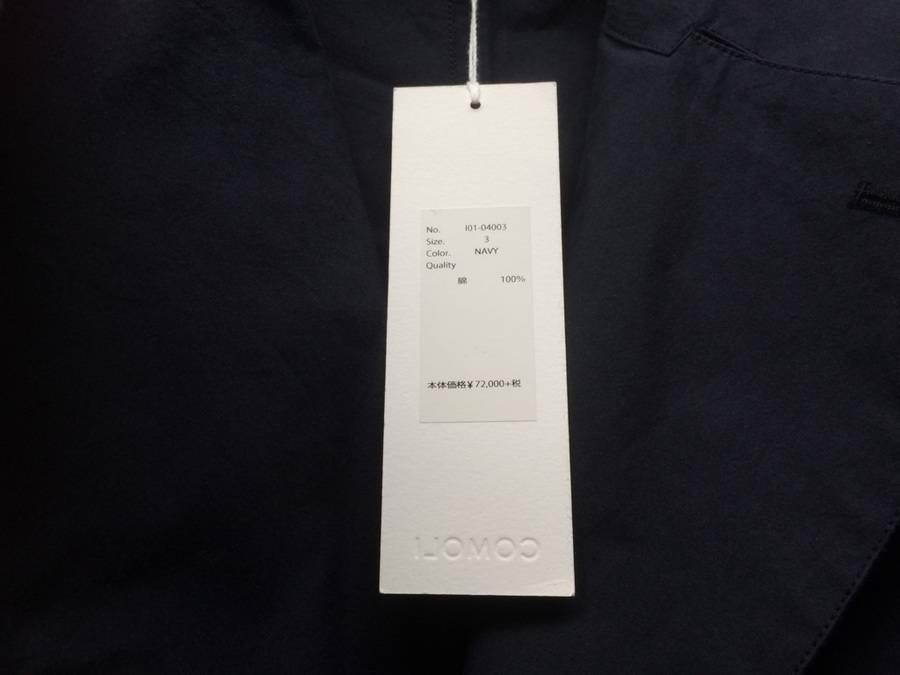 No. I01-04003
Size. 3
Color. NAVY
Quality
綿 100%
本体価格¥72,000+税
COMOLI